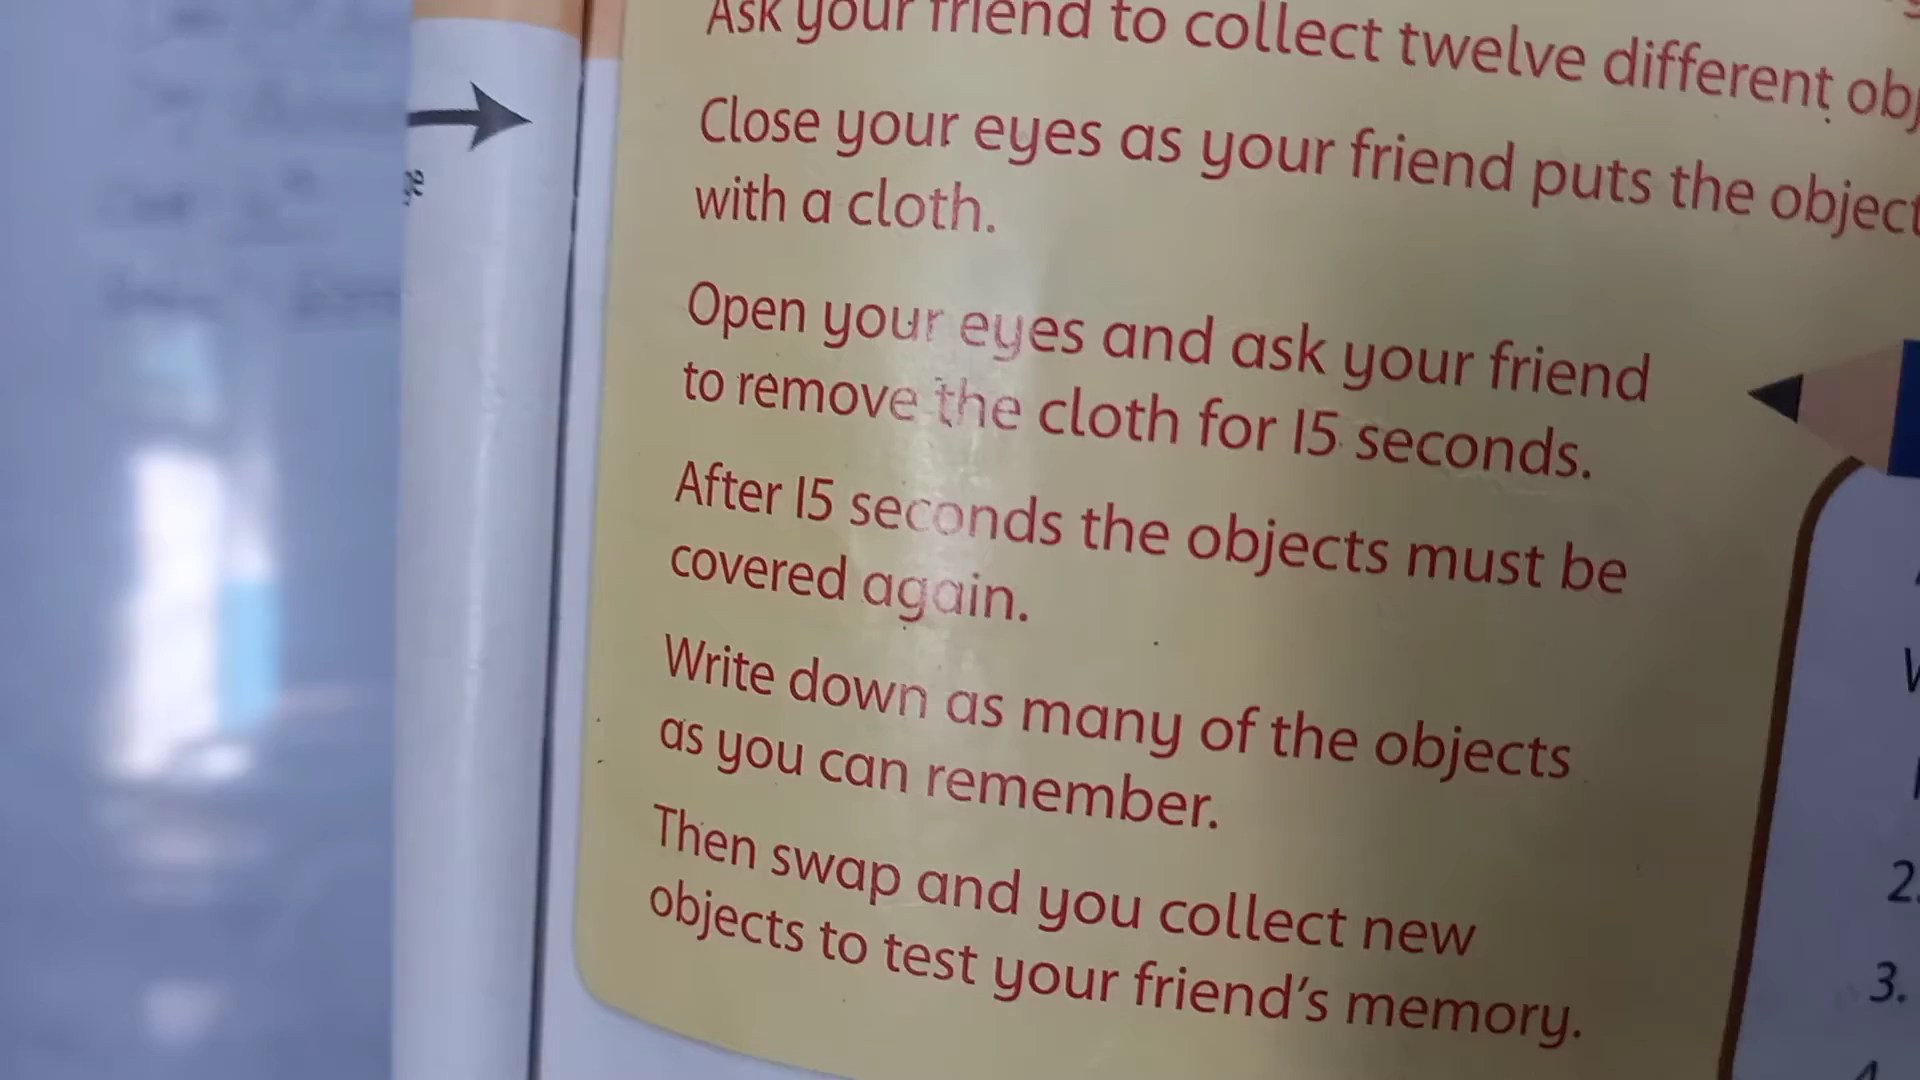 Ask your friend to collect twelve different
Close your eyes as your friend puts the
with a cloth.
Open your eyes and ask your friend
to remove the cloth for 15 seconds.
After 15 seconds the objects must be
covered again.
Write down as many of the objects
as you can remember.
Then swap and you collect new
objects to test your friend's memory.
2.
3.